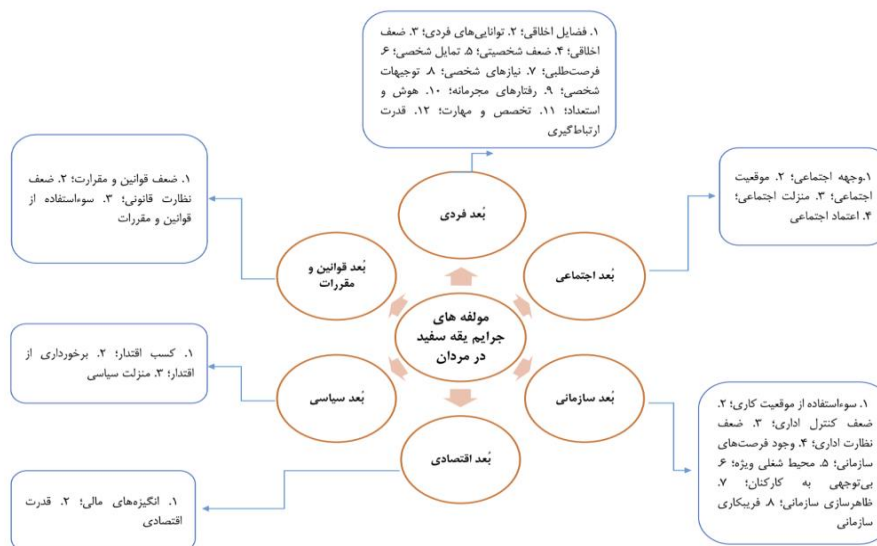 ۱. فضایل اخلاقی؛ ۲. توانایی‌های فردی؛ ۳. ضعف
اخلاقی؛ ۴. ضعف شخصیتی؛ ۵. تمایل شخصی؛ ۶.
فرصت‌طلبی؛ ۷. نیازهای شخصی؛ ۸. توجیهات
شخصی؛ ۹. رفتارهای مجرمانه؛ ۱۰. هوش و
استعداد؛ ۱۱. تخصص و مهارت؛ ۱۲. قدرت
ارتباط‌گیری
۱.وجهه اجتماعی؛ ۲. موقعیت
اجتماعی؛ ۳. منزلت اجتماعی؛
۴. اعتماد اجتماعی
۱. ضعف قوانین و مقرارت؛ ۲. ضعف
نظارت قانونی؛ ۳. سوءاستفاده از
قوانین و مقررات
بُعد فردی
بُعد اجتماعی
بُعد قوانین و
مقررات
مولفه های
جرایم یقه سفید
در مردان
۱. کسب اقتدار؛ ۲. برخورداری از
اقتدار؛ ۳. منزلت سیاسی
بُعد سازمانی
بُعد سیاسی
۱. سوءاستفاده از موقعیت کاری؛ ۲.
ضعف کنترل اداری؛ ۳. ضعف
نظارت اداری؛ ۴. وجود فرصت‌های
سازمانی؛ ۵. محیط شغلی ویژه؛ ۶.
بی‌توجهی به کارکنان؛ ۷.
ظاهرسازی سازمانی؛ ۸. فریبکاری
سازمانی
بُعد اقتصادی
۱. انگیزه‌های مالی؛ ۲. قدرت
اقتصادی